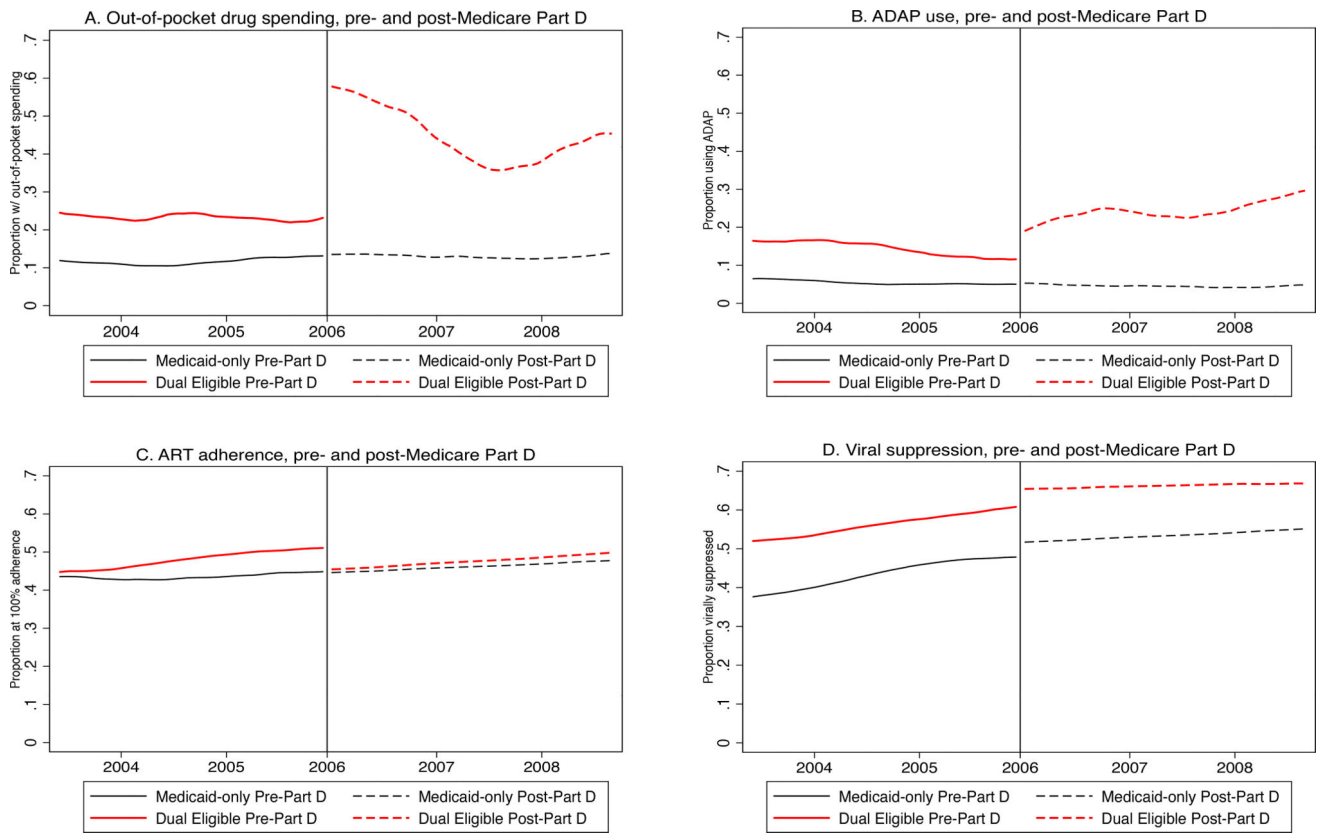 A. Out-of-pocket drug spending, pre- and post-Medicare Part D
Proportion w/ out-of-pocket spending
.7
.6
.5
.4
.3
.2
.1
0
2004 2005 2006 2007 2008
Medicaid-only Pre-Part D Medicaid-only Post-Part D
Dual Eligible Pre-Part D Dual Eligible Post-Part D
B. ADAP use, pre- and post-Medicare Part D
Proportion using ADAP
.7
.6
.5
.4
.3
.2
.1
0
2004 2005 2006 2007 2008
Medicaid-only Pre-Part D Medicaid-only Post-Part D
Dual Eligible Pre-Part D Dual Eligible Post-Part D
C. ART adherence, pre- and post-Medicare Part D
Proportion at 100% adherence
.7
.6
.5
.4
.3
.2
.1
0
2004 2005 2006 2007 2008
Medicaid-only Pre-Part D Medicaid-only Post-Part D
Dual Eligible Pre-Part D Dual Eligible Post-Part D
D. Viral suppression, pre- and post-Medicare Part D
Proportion virally suppressed
.7
.6
.5
.4
.3
.2
.1
0
2004 2005 2006 2007 2008
Medicaid-only Pre-Part D Medicaid-only Post-Part D
Dual Eligible Pre-Part D Dual Eligible Post-Part D